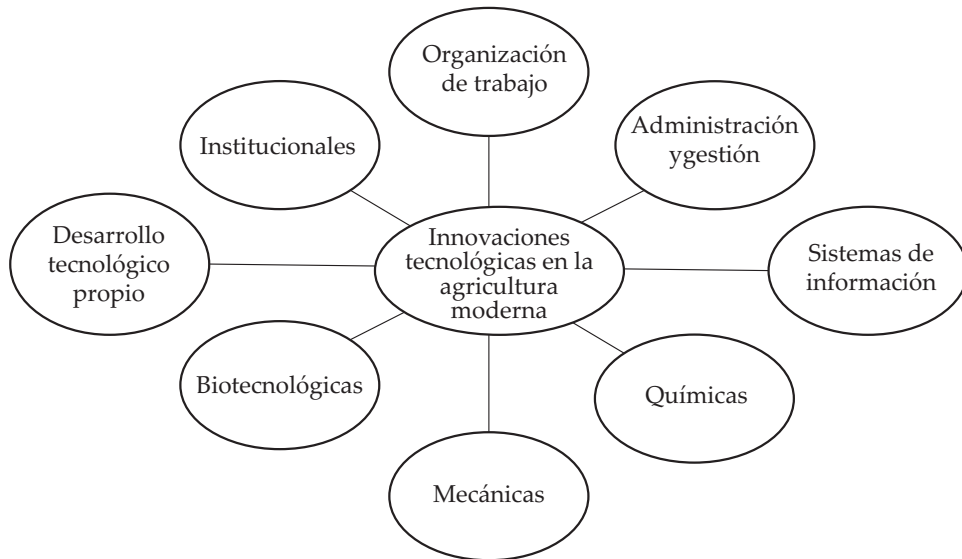 Organización
de trabajo
Administración
ygestión
Institucionales
Desarrollo
tecnológico
propio
Innovaciones
tecnológicas en la
agricultura
moderna
Sistemas de
información
Biotecnológicas
Químicas
Mecánicas